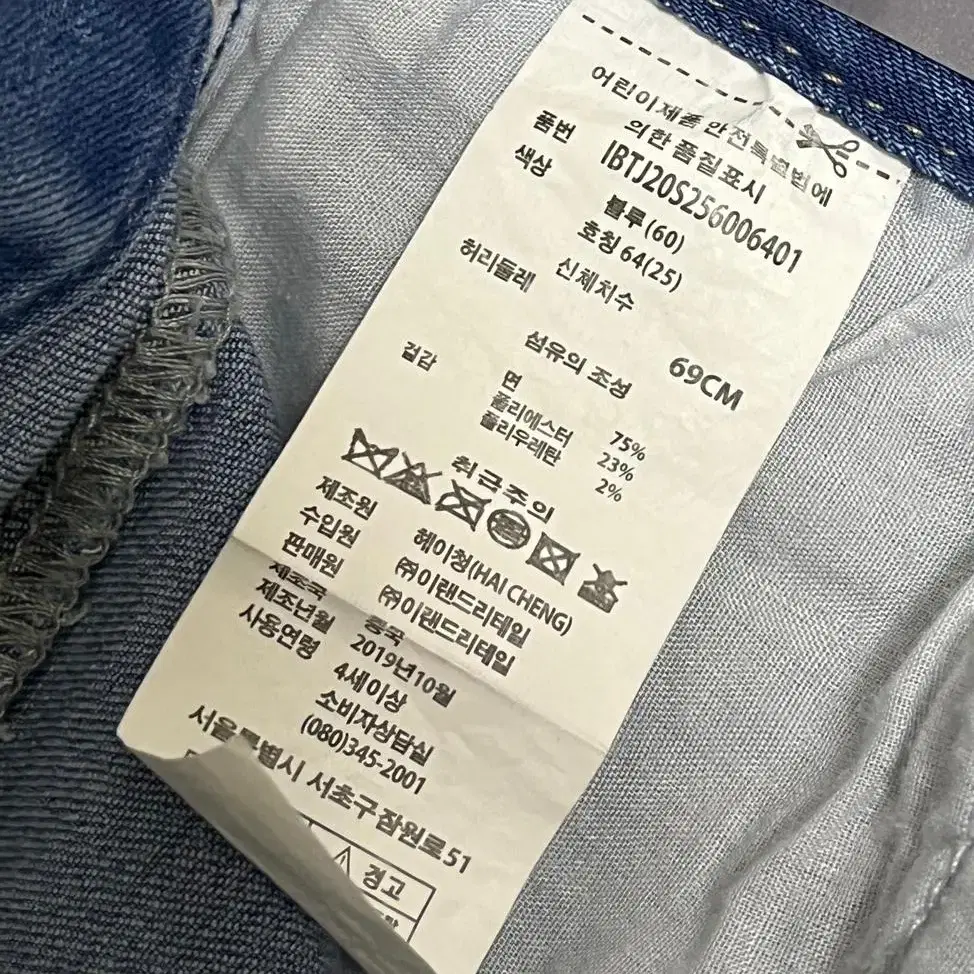 어린이제품안전특별법에
의한 품질표시
품번 IBTJ20S256006401
색상 블루(60)
호칭 64(25)
신체치수
허리둘레 69CM
섬유의 조성
겉감 면 75%
폴리에스터 23%
폴리우레탄 2%
취급주의
제조원 헤이청(HAI CHENG)
수입원 ㈜이랜드리테일
판매원 ㈜이랜드리테일
제조국 중국
제조년월 2019년10월
사용연령 4세이상
소비자상담실
(080)345-2001
서울특별시 서초구 잠원로 51
경고